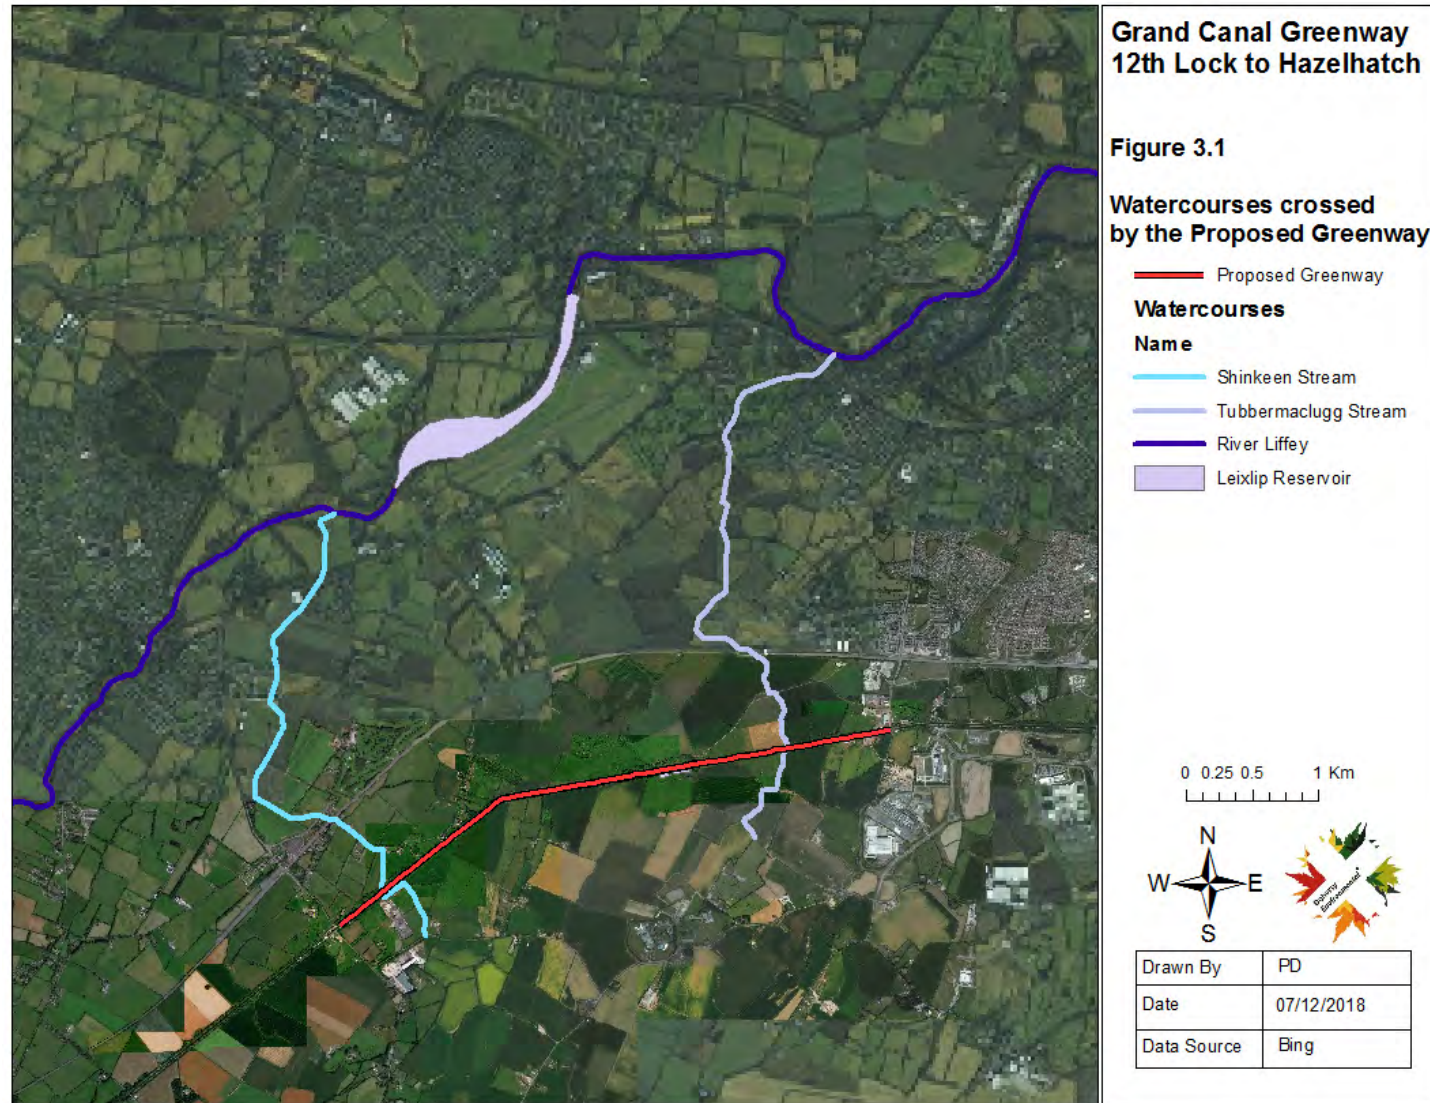 Grand Canal Greenway
12th Lock to Hazelhatch
Figure 3.1
Watercourses crossed
by the Proposed Greenway
Proposed Greenway
Watercourses
Name
Shinkeen Stream
Tubbermaclugg Stream
River Liffey
Leixlip Reservoir
0 0.25 0.5 1 Km
N
W E
S
Doherty
Environmental
Drawn By PD
Date 07/12/2018
Data Source Bing